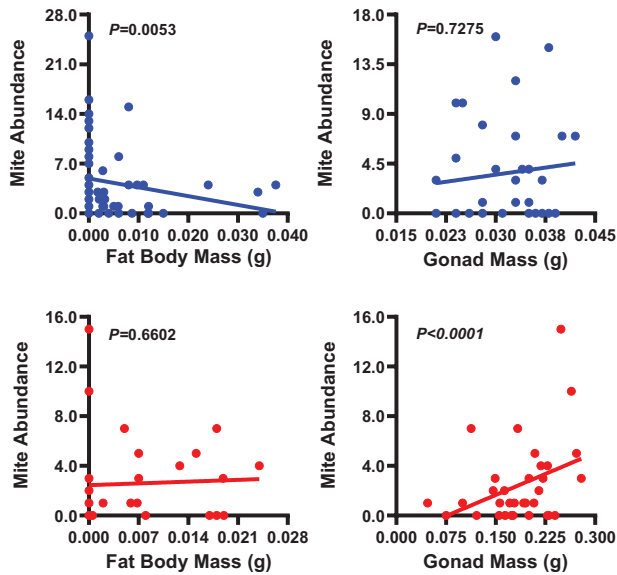 Mite Abundance
28.0
21.0
14.0
7.0
0.0
P=0.0053
0.000 0.010 0.020 0.030 0.040
Fat Body Mass (g)
Mite Abundance
18.0
13.5
9.0
4.5
0.0
P=0.7275
0.015 0.023 0.030 0.038 0.045
Gonad Mass (g)
Mite Abundance
16.0
12.0
8.0
4.0
0.0
P=0.6602
0.000 0.007 0.014 0.021 0.028
Fat Body Mass (g)
Mite Abundance
16.0
12.0
8.0
4.0
0.0
P<0.0001
0.000 0.075 0.150 0.225 0.300
Gonad Mass (g)